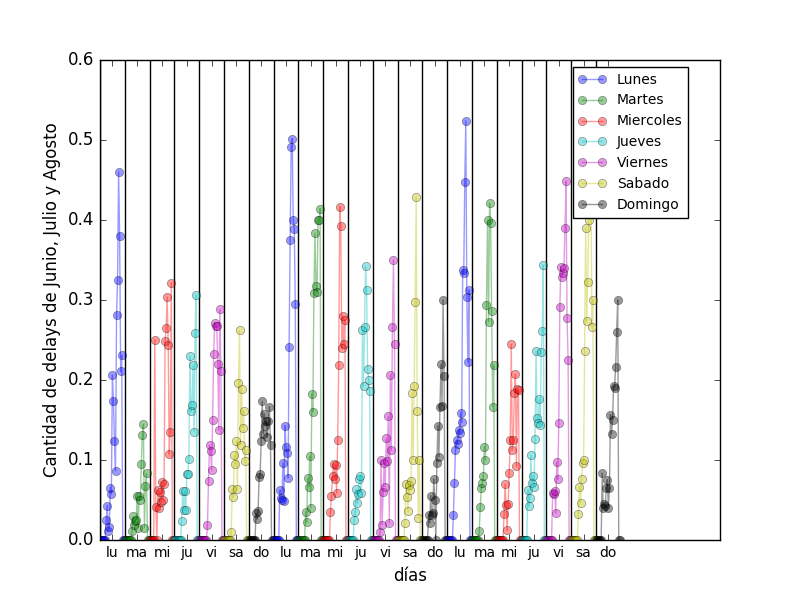 0.6
0.5
0.4
0.3
0.2
0.1
0.0
Cantidad de delays de Junio, Julio y Agosto
Lunes
Martes
Miercoles
Jueves
Viernes
Sabado
Domingo
lu ma mi ju vi sa do lu ma mi ju vi sa do lu ma mi ju vi sa do
días